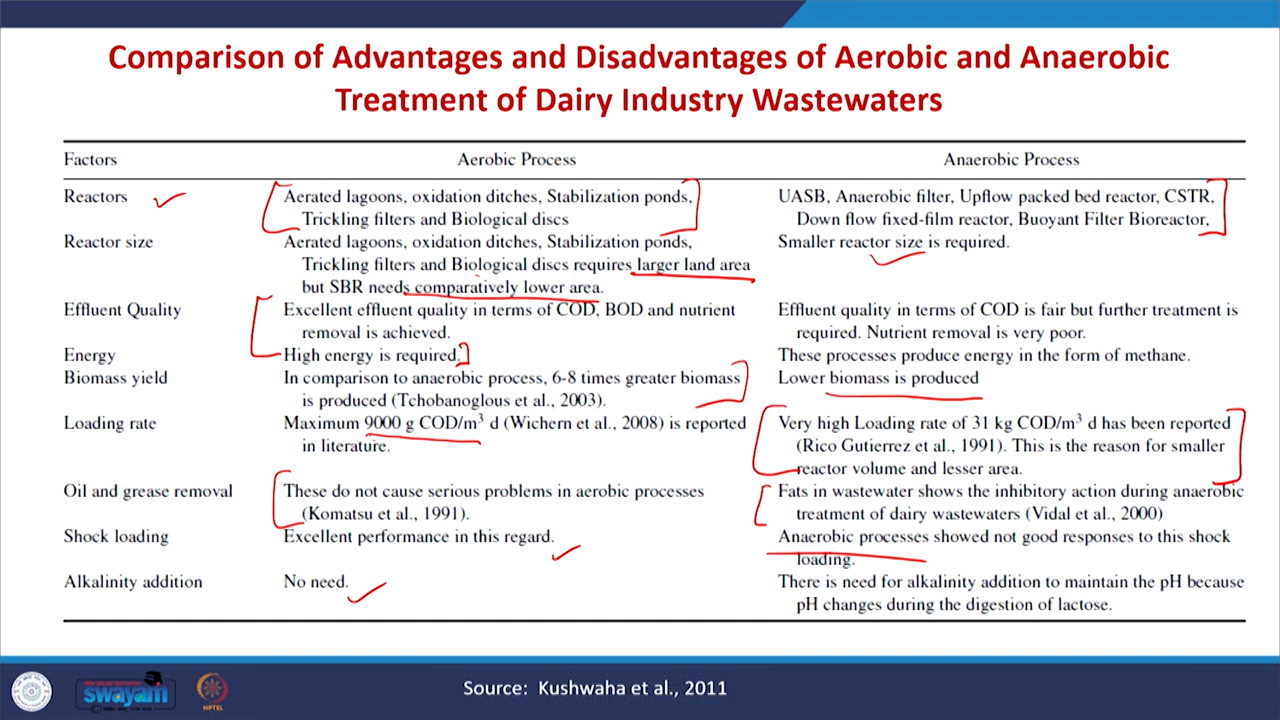 Comparison of Advantages and Disadvantages of Aerobic and Anaerobic
Treatment of Dairy Industry Wastewaters
Factors Aerobic Process Anaerobic Process
Reactors Aerated lagoons, oxidation ditches, Stabilization ponds, UASB, Anaerobic filter, Upflow packed bed reactor, CSTR,
Trickling filters and Biological discs Down flow fixed-film reactor, Buoyant Filter Bioreactor,
Reactor size Aerated lagoons, oxidation ditches, Stabilization ponds, Smaller reactor size is required.
Trickling filters and Biological discs requires larger land area
but SBR needs comparatively lower area.
Effluent Quality Excellent effluent quality in terms of COD, BOD and nutrient Effluent quality in terms of COD is fair but further treatment is
removal is achieved. required. Nutrient removal is very poor.
Energy High energy is required. These processes produce energy in the form of methane.
Biomass yield In comparison to anaerobic process, 6-8 times greater biomass Lower biomass is produced
is produced (Tchobanoglous et al., 2003).
Loading rate Maximum 9000 g COD/m³ d (Wichern et al., 2008) is reported Very high Loading rate of 31 kg COD/m³ d has been reported
in literature. (Rico Gutierrez et al., 1991). This is the reason for smaller
reactor volume and lesser area.
Oil and grease removal These do not cause serious problems in aerobic processes Fats in wastewater shows the inhibitory action during anaerobic
(Komatsu et al., 1991). treatment of dairy wastewaters (Vidal et al., 2000)
Shock loading Excellent performance in this regard. Anaerobic processes showed not good responses to this shock
loading.
Alkalinity addition No need. There is need for alkalinity addition to maintain the pH because
pH changes during the digestion of lactose.
swayam
NPTEL
Source: Kushwaha et al., 2011